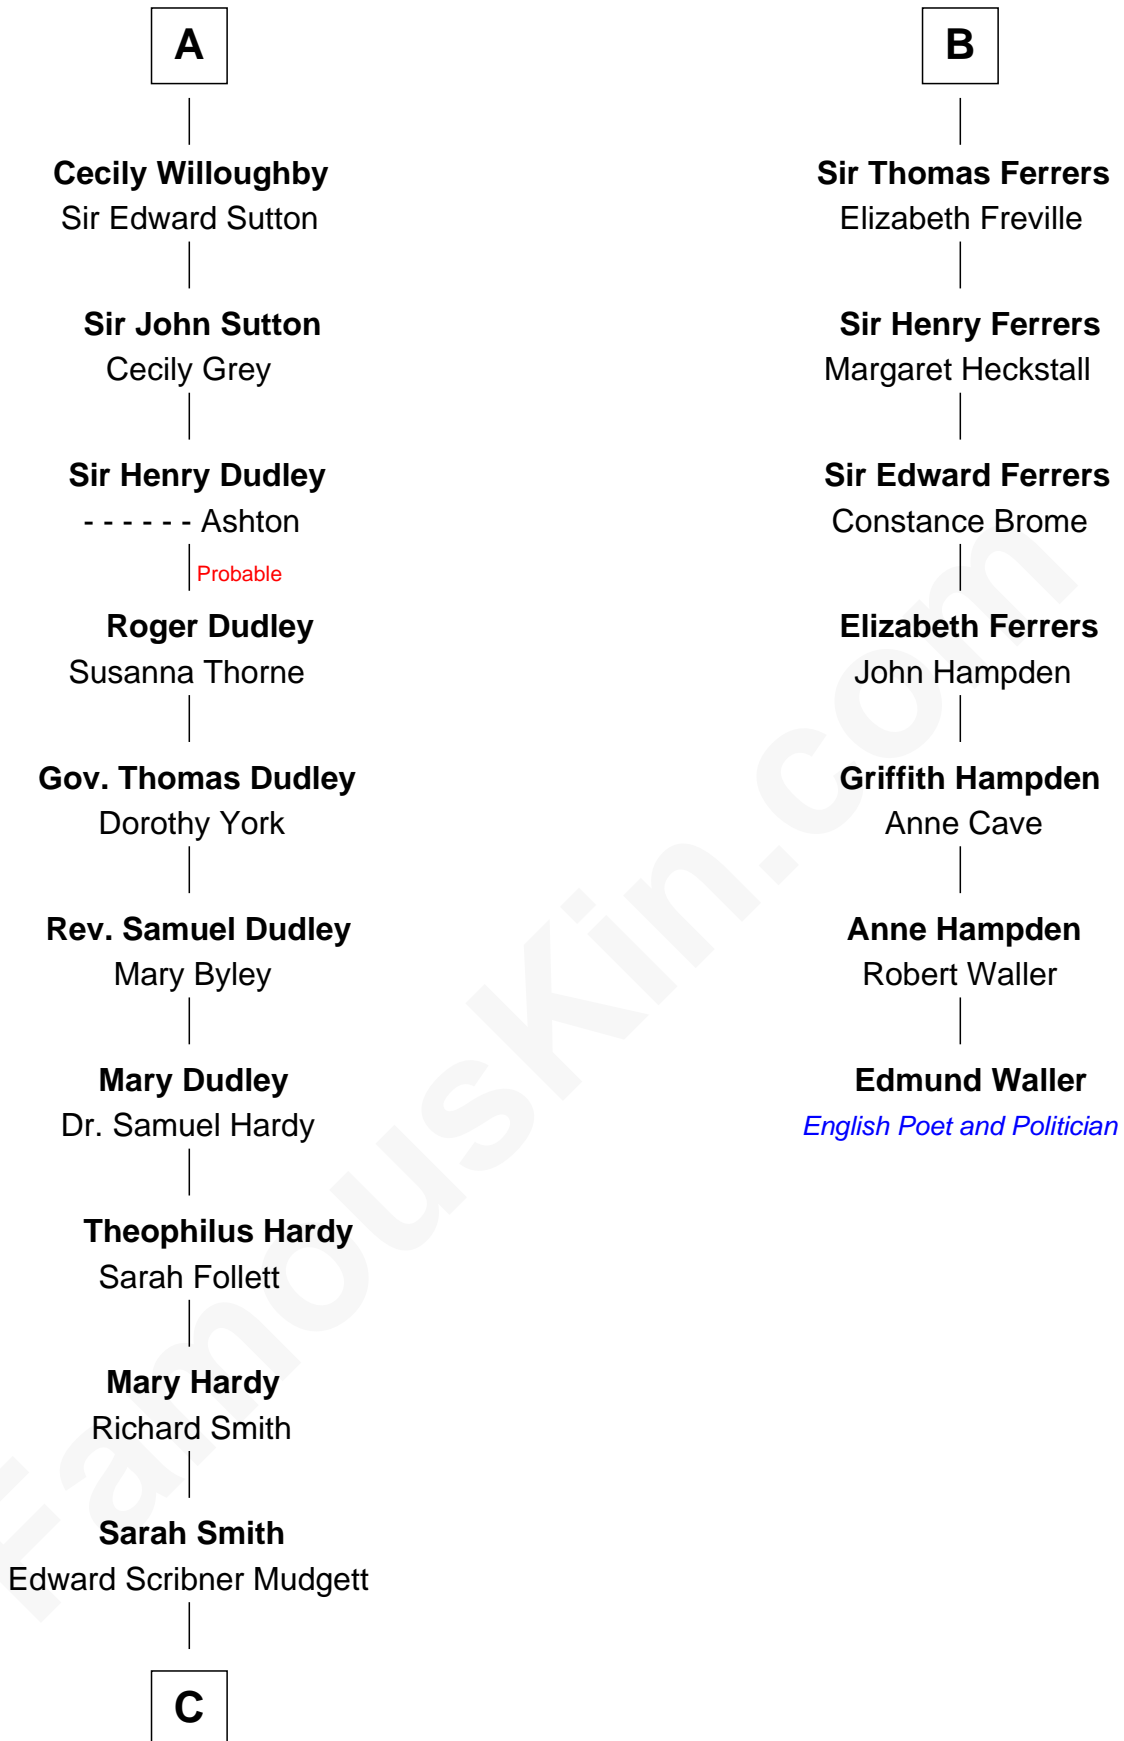 A
Cecily Willoughby
Sir Edward Sutton
Sir John Sutton
Cecily Grey
Sir Henry Dudley
- - - - - - Ashton
Probable
Roger Dudley
Susanna Thorne
Gov. Thomas Dudley
Dorothy York
Rev. Samuel Dudley
Mary Byley
Mary Dudley
Dr. Samuel Hardy
Theophilus Hardy
Sarah Follett
Mary Hardy
Richard Smith
Sarah Smith
Edward Scribner Mudgett
C
B
Sir Thomas Ferrers
Elizabeth Freville
Sir Henry Ferrers
Margaret Heckstall
Sir Edward Ferrers
Constance Brome
Elizabeth Ferrers
John Hampden
Griffith Hampden
Anne Cave
Anne Hampden
Robert Waller
Edmund Waller
English Poet and Politician
FamousKin.com